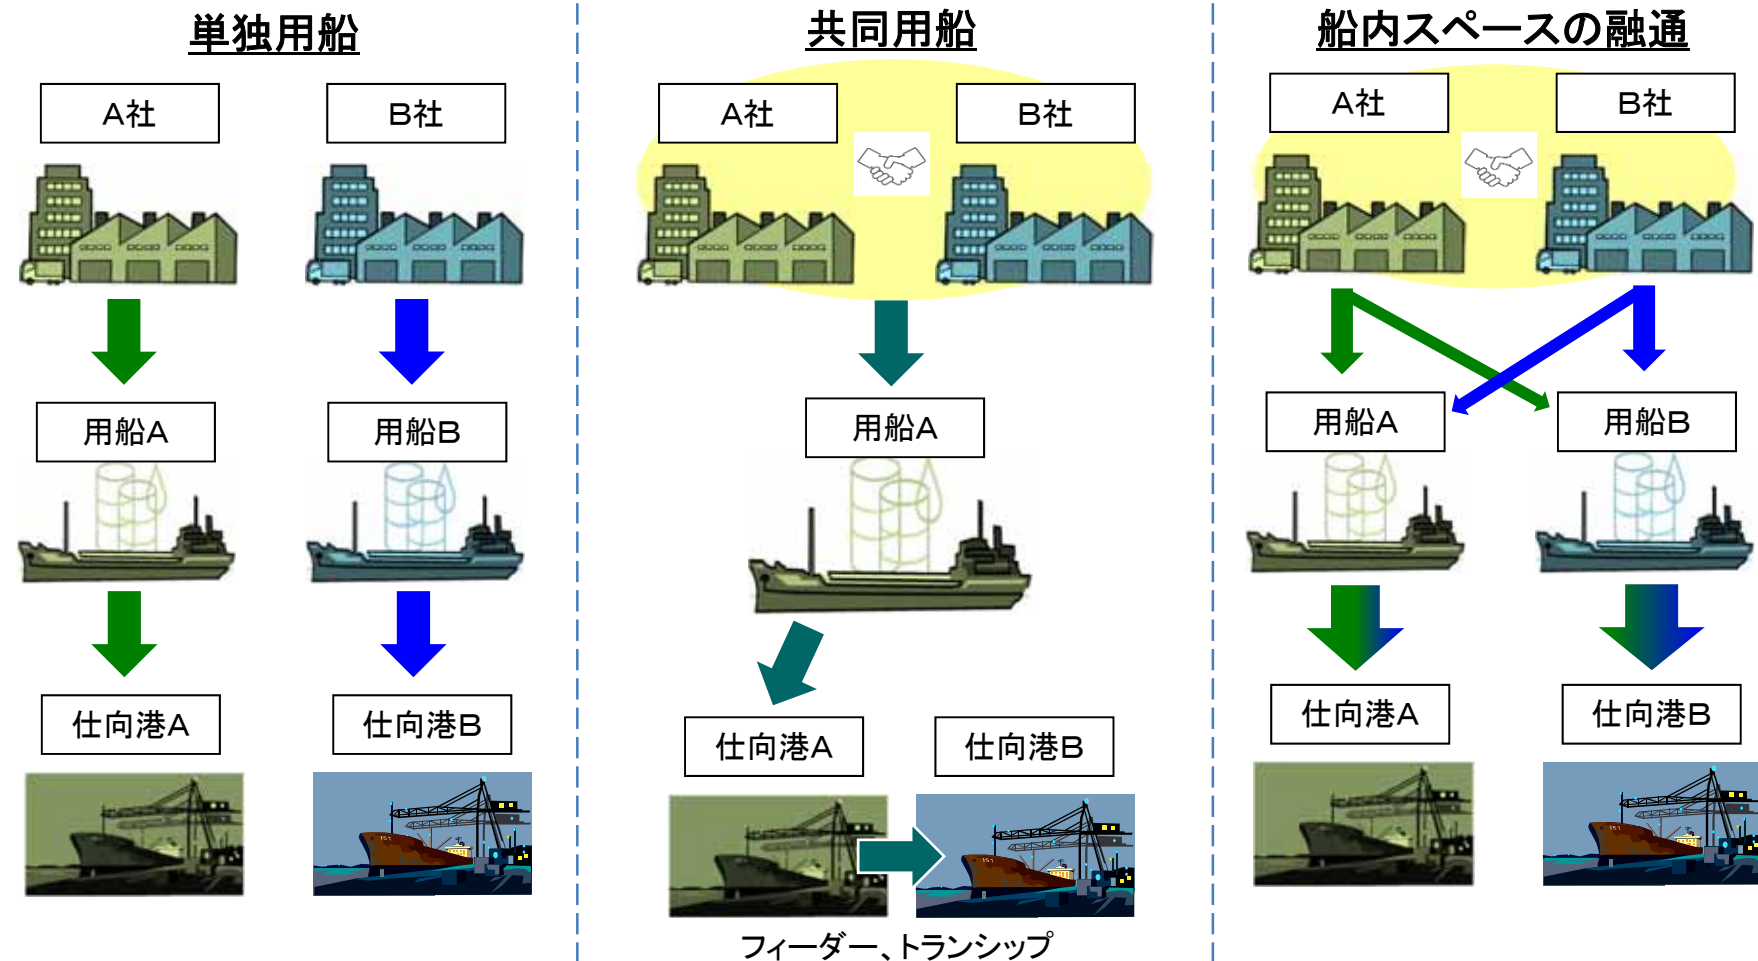 単独用船
A社
B社
用船A
用船B
仕向港A
仕向港B
共同用船
A社
B社
用船A
仕向港A
仕向港B
フィーダー、トランシップ
船内スペースの融通
A社
B社
用船A
用船B
仕向港A
仕向港B